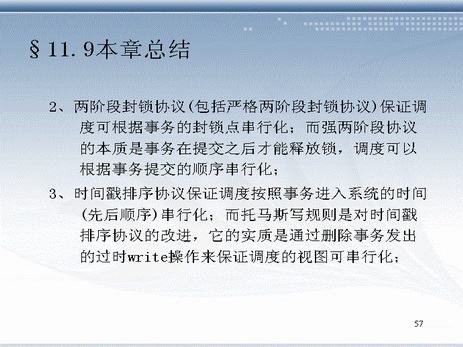 §11.9本章总结
2、两阶段封锁协议(包括严格两阶段封锁协议)保证调
度可根据事务的封锁点串行化；而强两阶段协议
的本质是事务在提交之后才能释放锁，调度可以
根据事务提交的顺序串行化；
3、时间戳排序协议保证调度按照事务进入系统的时间
(先后顺序)串行化；而托马斯写规则是对时间戳
排序协议的改进，它的实质是通过删除事务发出
的过时write操作来保证调度的视图可串行化；
57